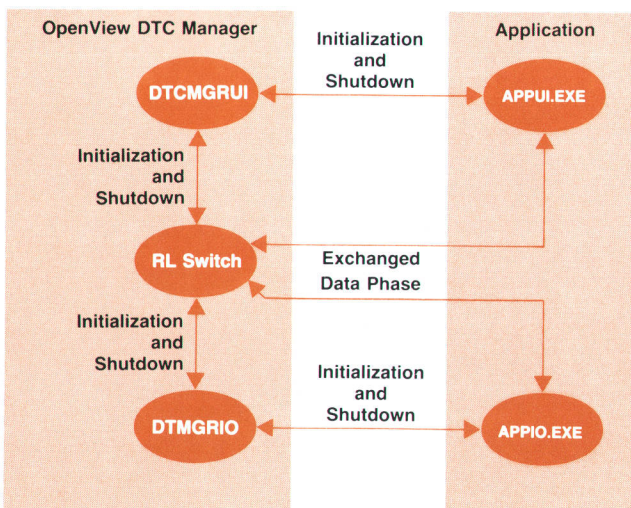 OpenView DTC Manager
Initialization
and
Shutdown
Application
DTCMGRUI
APPUI.EXE
Initialization
and
Shutdown
RL Switch
Exchanged
Data Phase
Initialization
and
Shutdown
Initialization
and
Shutdown
DTMGRIO
APPIO.EXE